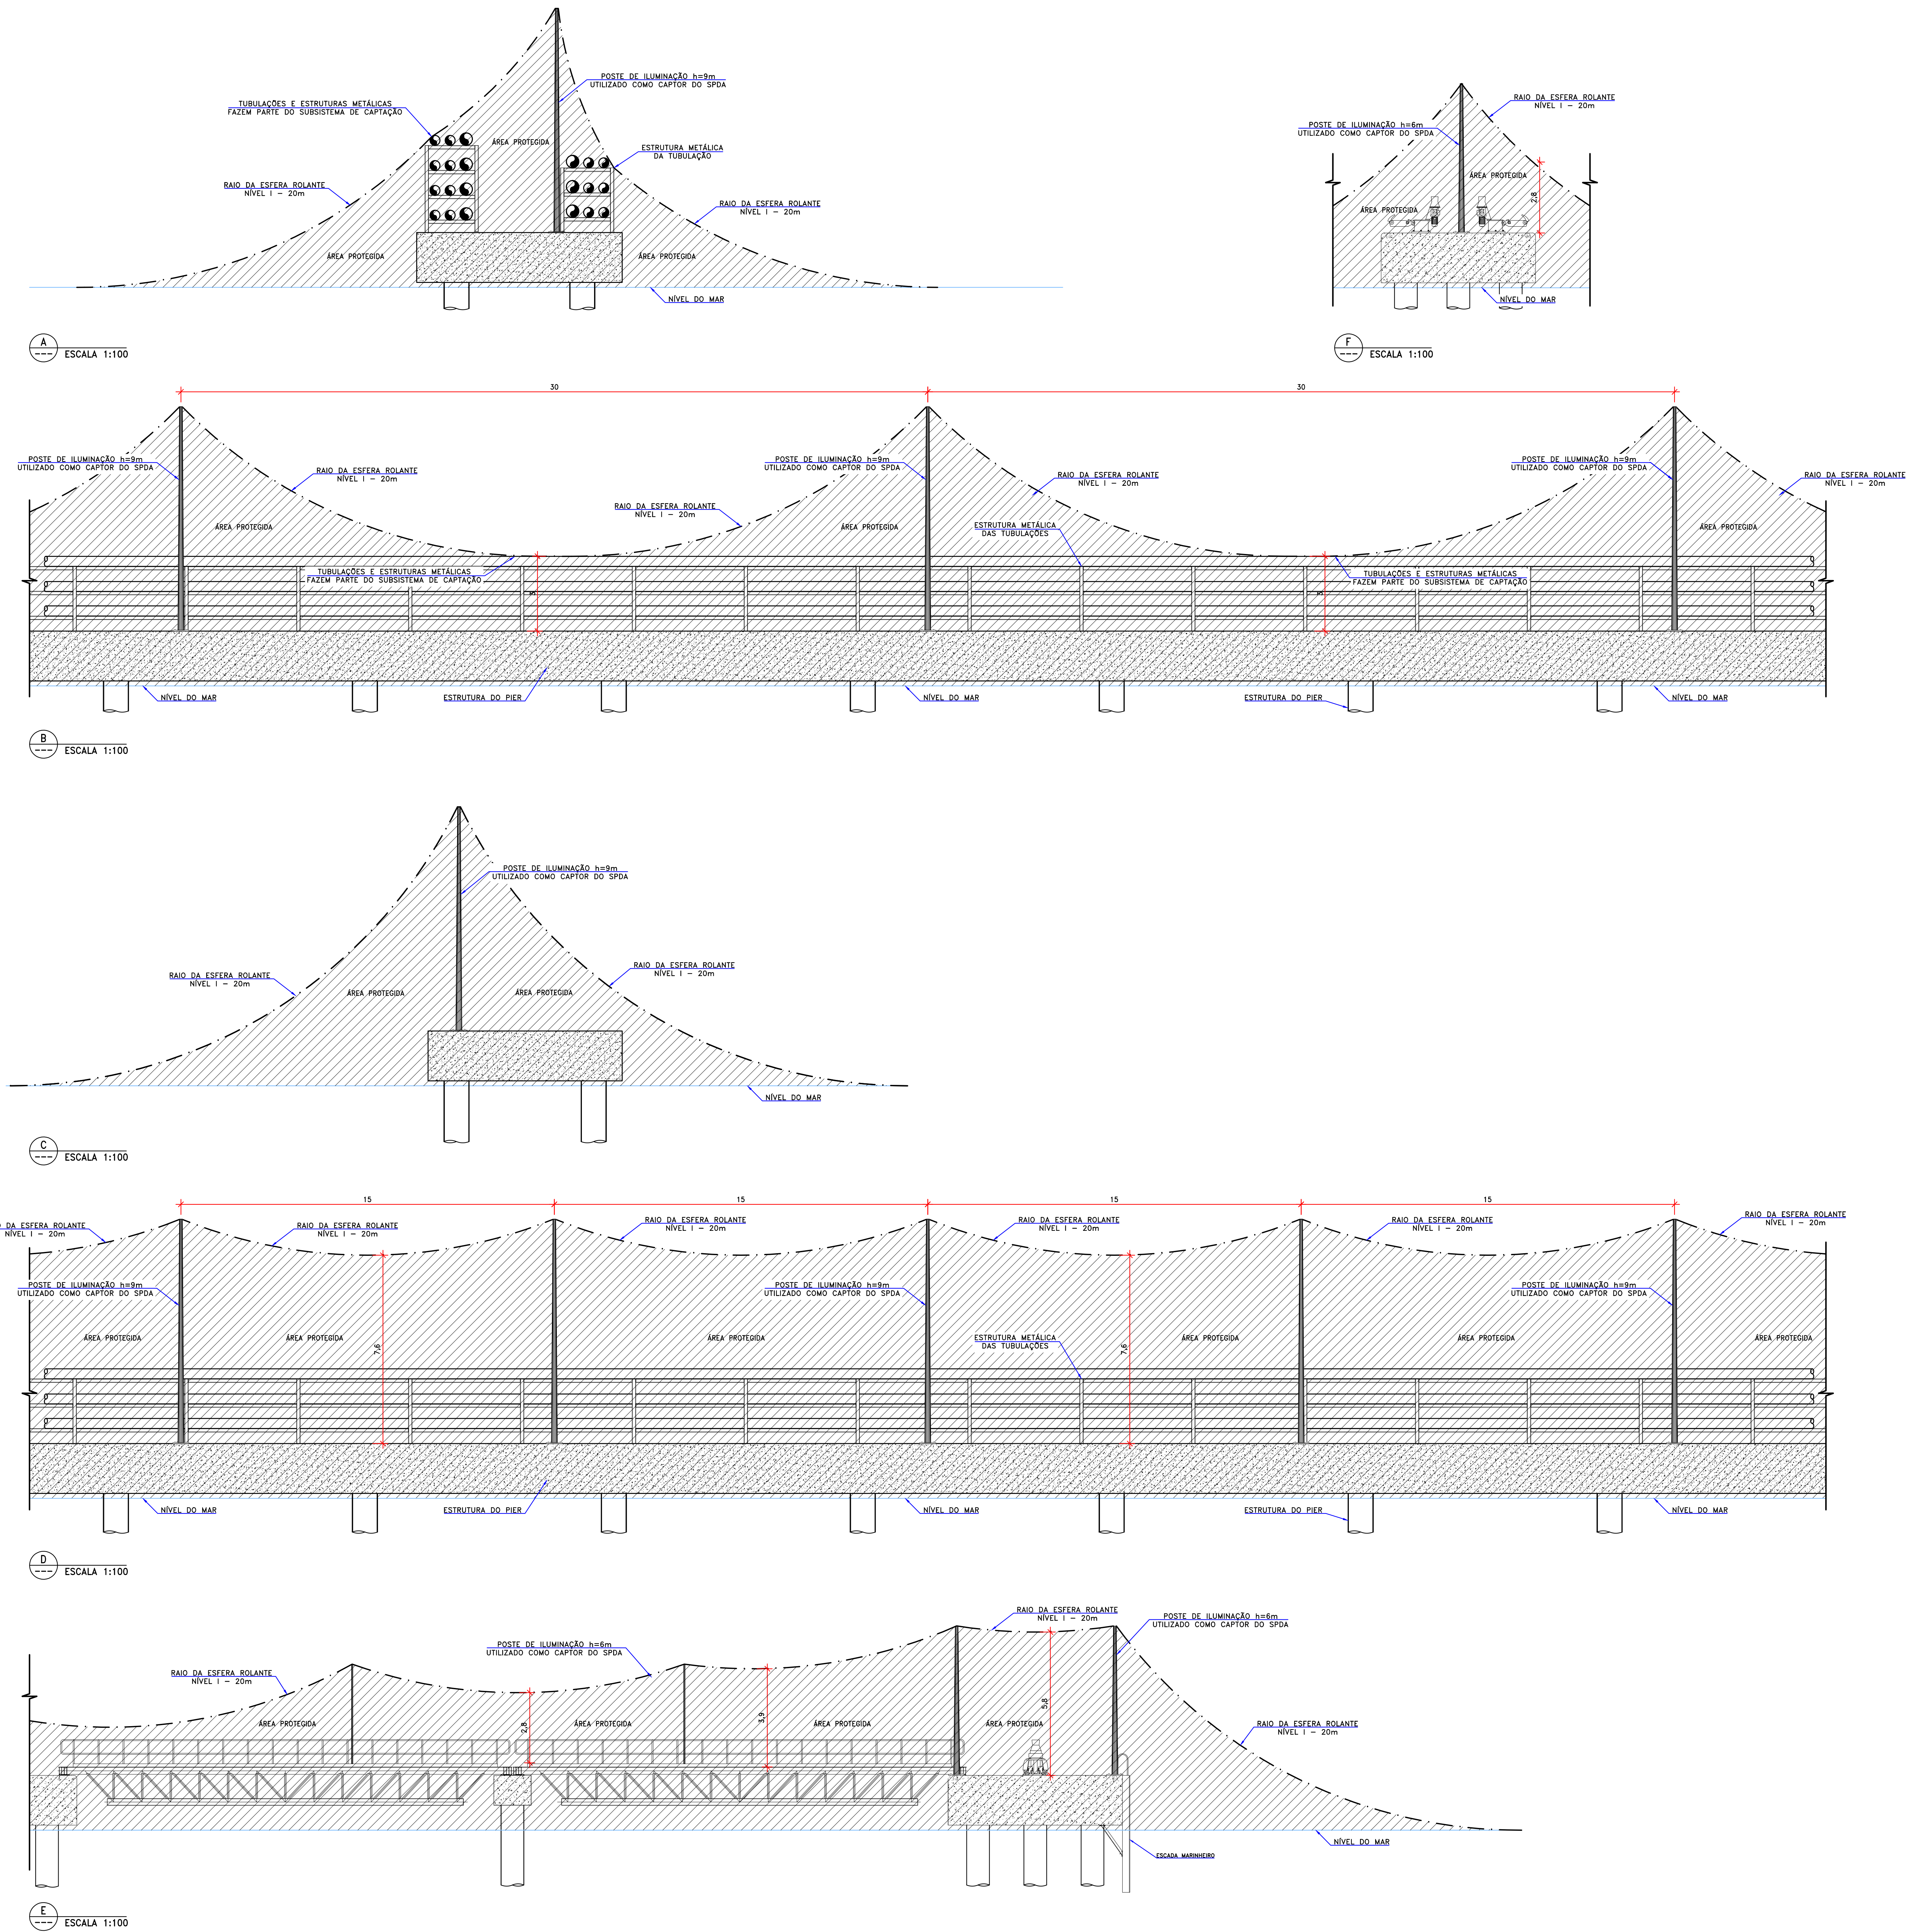 POSTE DE ILUMINAÇÃO h=9m
UTILIZADO COMO CAPTOR DO SPDA
TUBULAÇÕES E ESTRUTURAS METÁLICAS
FAZEM PARTE DO SUBSISTEMA DE CAPTAÇÃO
ÁREA PROTEGIDA
ESTRUTURA METÁLICA
DA TUBULAÇÃO
RAIO DA ESFERA ROLANTE
NÍVEL I - 20m
RAIO DA ESFERA ROLANTE
NÍVEL I - 20m
ÁREA PROTEGIDA
ÁREA PROTEGIDA
NÍVEL DO MAR
A
---
ESCALA 1:100
RAIO DA ESFERA ROLANTE
NÍVEL I - 20m
POSTE DE ILUMINAÇÃO h=6m
UTILIZADO COMO CAPTOR DO SPDA
ÁREA PROTEGIDA
2,8
ÁREA PROTEGIDA
NÍVEL DO MAR
F
---
ESCALA 1:100
30
30
POSTE DE ILUMINAÇÃO h=9m
UTILIZADO COMO CAPTOR DO SPDA
RAIO DA ESFERA ROLANTE
NÍVEL I - 20m
POSTE DE ILUMINAÇÃO h=9m
UTILIZADO COMO CAPTOR DO SPDA
RAIO DA ESFERA ROLANTE
NÍVEL I - 20m
POSTE DE ILUMINAÇÃO h=9m
UTILIZADO COMO CAPTOR DO SPDA
RAIO DA ESFERA ROLANTE
NÍVEL I - 20m
RAIO DA ESFERA ROLANTE
NÍVEL I - 20m
ÁREA PROTEGIDA
ÁREA PROTEGIDA
ESTRUTURA METÁLICA
DAS TUBULAÇÕES
ÁREA PROTEGIDA
TUBULAÇÕES E ESTRUTURAS METÁLICAS
FAZEM PARTE DO SUBSISTEMA DE CAPTAÇÃO
3
3
TUBULAÇÕES E ESTRUTURAS METÁLICAS
FAZEM PARTE DO SUBSISTEMA DE CAPTAÇÃO
NÍVEL DO MAR
ESTRUTURA DO PIER
NÍVEL DO MAR
ESTRUTURA DO PIER
NÍVEL DO MAR
B
---
ESCALA 1:100
POSTE DE ILUMINAÇÃO h=9m
UTILIZADO COMO CAPTOR DO SPDA
RAIO DA ESFERA ROLANTE
NÍVEL I - 20m
RAIO DA ESFERA ROLANTE
NÍVEL I - 20m
ÁREA PROTEGIDA
ÁREA PROTEGIDA
NÍVEL DO MAR
C
---
ESCALA 1:100
15
15
15
15
DA ESFERA ROLANTE
NÍVEL I - 20m
RAIO DA ESFERA ROLANTE
NÍVEL I - 20m
RAIO DA ESFERA ROLANTE
NÍVEL I - 20m
RAIO DA ESFERA ROLANTE
NÍVEL I - 20m
RAIO DA ESFERA ROLANTE
NÍVEL I - 20m
RAIO DA ESFERA ROLANTE
NÍVEL I - 20m
POSTE DE ILUMINAÇÃO h=9m
UTILIZADO COMO CAPTOR DO SPDA
POSTE DE ILUMINAÇÃO h=9m
UTILIZADO COMO CAPTOR DO SPDA
POSTE DE ILUMINAÇÃO h=9m
UTILIZADO COMO CAPTOR DO SPDA
ÁREA PROTEGIDA
ÁREA PROTEGIDA
7,6
ÁREA PROTEGIDA
ESTRUTURA METÁLICA
DAS TUBULAÇÕES
7,6
ÁREA PROTEGIDA
ÁREA PROTEGIDA
ÁREA PROTEGIDA
NÍVEL DO MAR
ESTRUTURA DO PIER
NÍVEL DO MAR
ESTRUTURA DO PIER
NÍVEL DO MAR
D
---
ESCALA 1:100
RAIO DA ESFERA ROLANTE
NÍVEL I - 20m
POSTE DE ILUMINAÇÃO h=6m
UTILIZADO COMO CAPTOR DO SPDA
POSTE DE ILUMINAÇÃO h=6m
UTILIZADO COMO CAPTOR DO SPDA
RAIO DA ESFERA ROLANTE
NÍVEL I - 20m
ÁREA PROTEGIDA
2,8
ÁREA PROTEGIDA
3,9
ÁREA PROTEGIDA
ÁREA PROTEGIDA
5,8
RAIO DA ESFERA ROLANTE
NÍVEL I - 20m
NÍVEL DO MAR
ESCADA MARINHEIRO
E
---
ESCALA 1:100